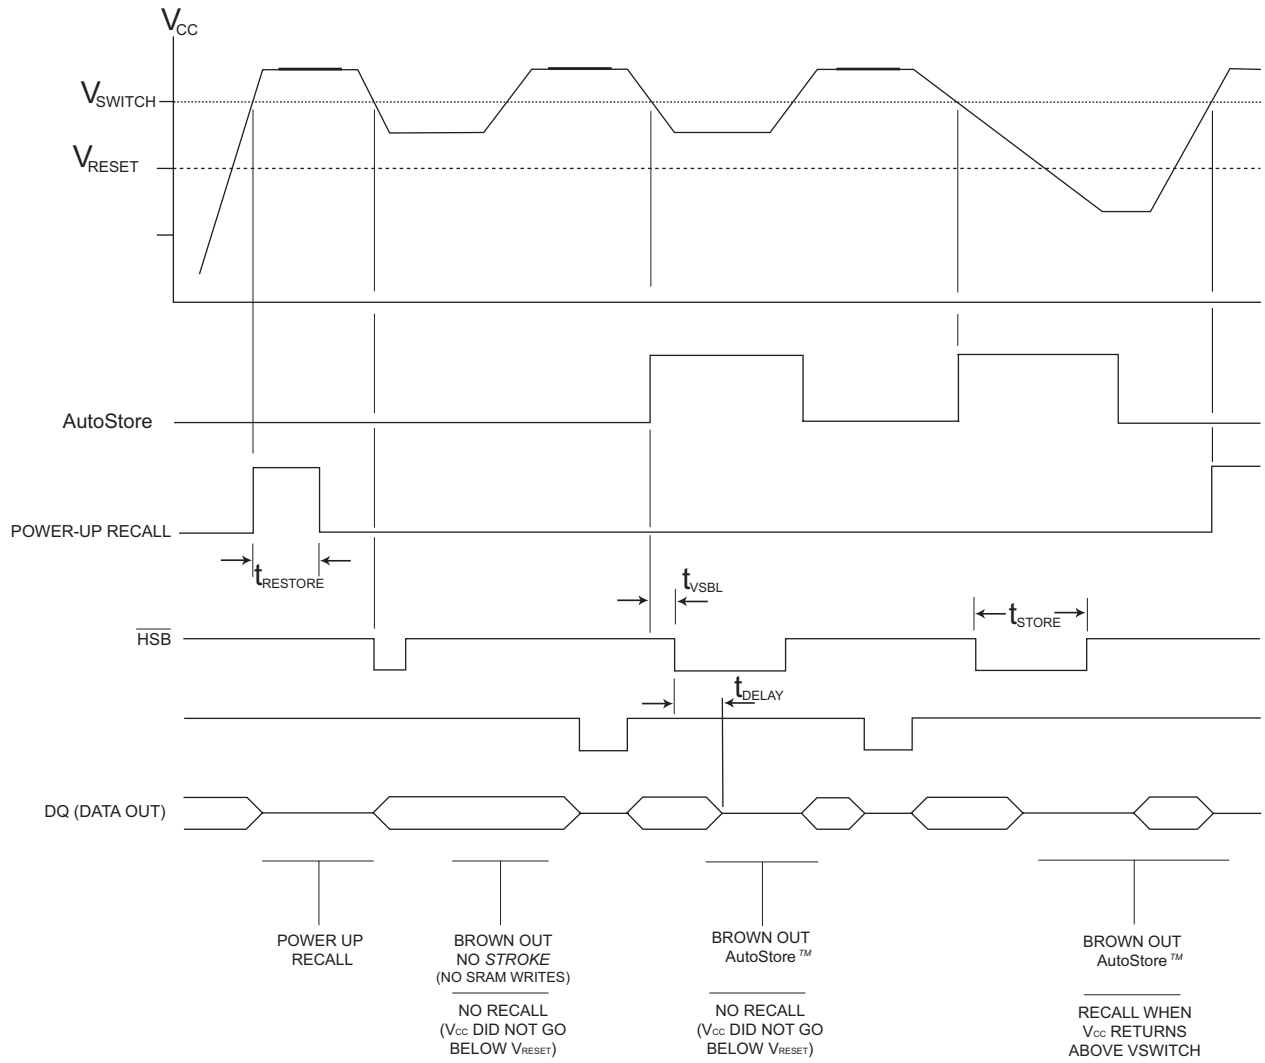 VCC
VSWITCH
VRESET
AutoStore
POWER-UP RECALL
tRESTORE
tVSBL
HSB
tSTORE
tDELAY
DQ (DATA OUT)
POWER UP
RECALL
BROWN OUT
NO STROKE
(NO SRAM WRITES)
NO RECALL
(VCC DID NOT GO
BELOW VRESET)
BROWN OUT
AutoStore™
NO RECALL
(VCC DID NOT GO
BELOW VRESET)
BROWN OUT
AutoStore™
RECALL WHEN
VCC RETURNS
ABOVE VSWITCH